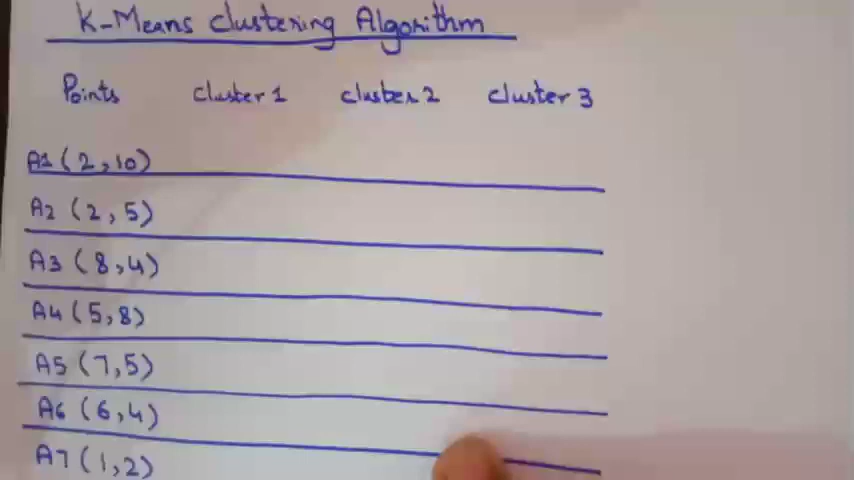 K-Means clustering Algorithm
Points cluster 1 cluster 2 cluster 3
A1 (2,10)
A2 (2,5)
A3 (8,4)
A4 (5,8)
A5 (7,5)
A6 (6,4)
A7 (1,2)